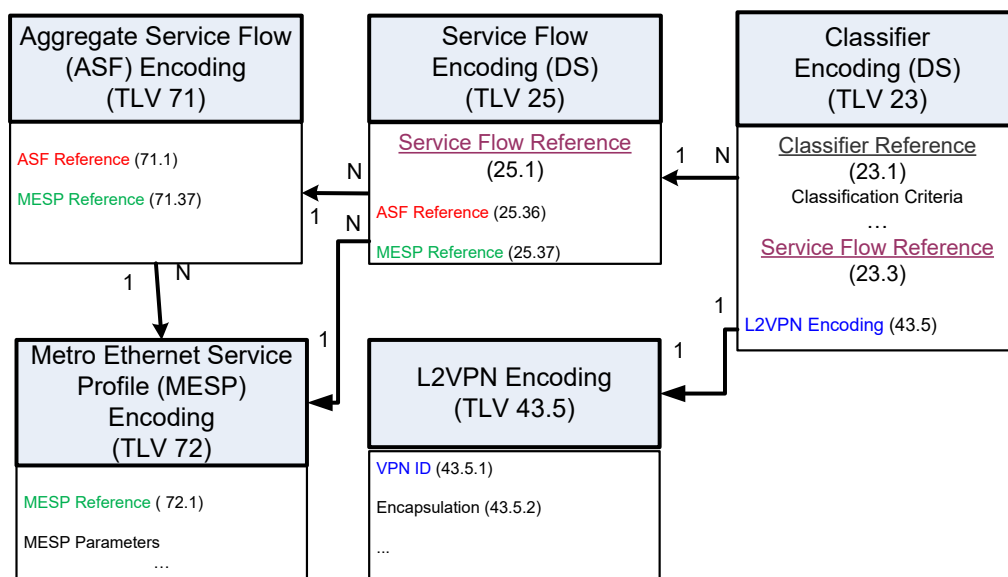 Aggregate Service Flow
(ASF) Encoding
(TLV 71)
ASF Reference (71.1)
MESP Reference (71.37)
Service Flow
Encoding (DS)
(TLV 25)
Service Flow Reference
(25.1)
ASF Reference (25.36)
MESP Reference (25.37)
Classifier
Encoding (DS)
(TLV 23)
Classifier Reference
(23.1)
Classification Criteria
...
Service Flow Reference
(23.3)
L2VPN Encoding (43.5)
N
1
1
N
N
1
1
N
1
1
Metro Ethernet Service
Profile (MESP)
Encoding
(TLV 72)
MESP Reference ( 72.1)
MESP Parameters
...
L2VPN Encoding
(TLV 43.5)
VPN ID (43.5.1)
Encapsulation (43.5.2)
...